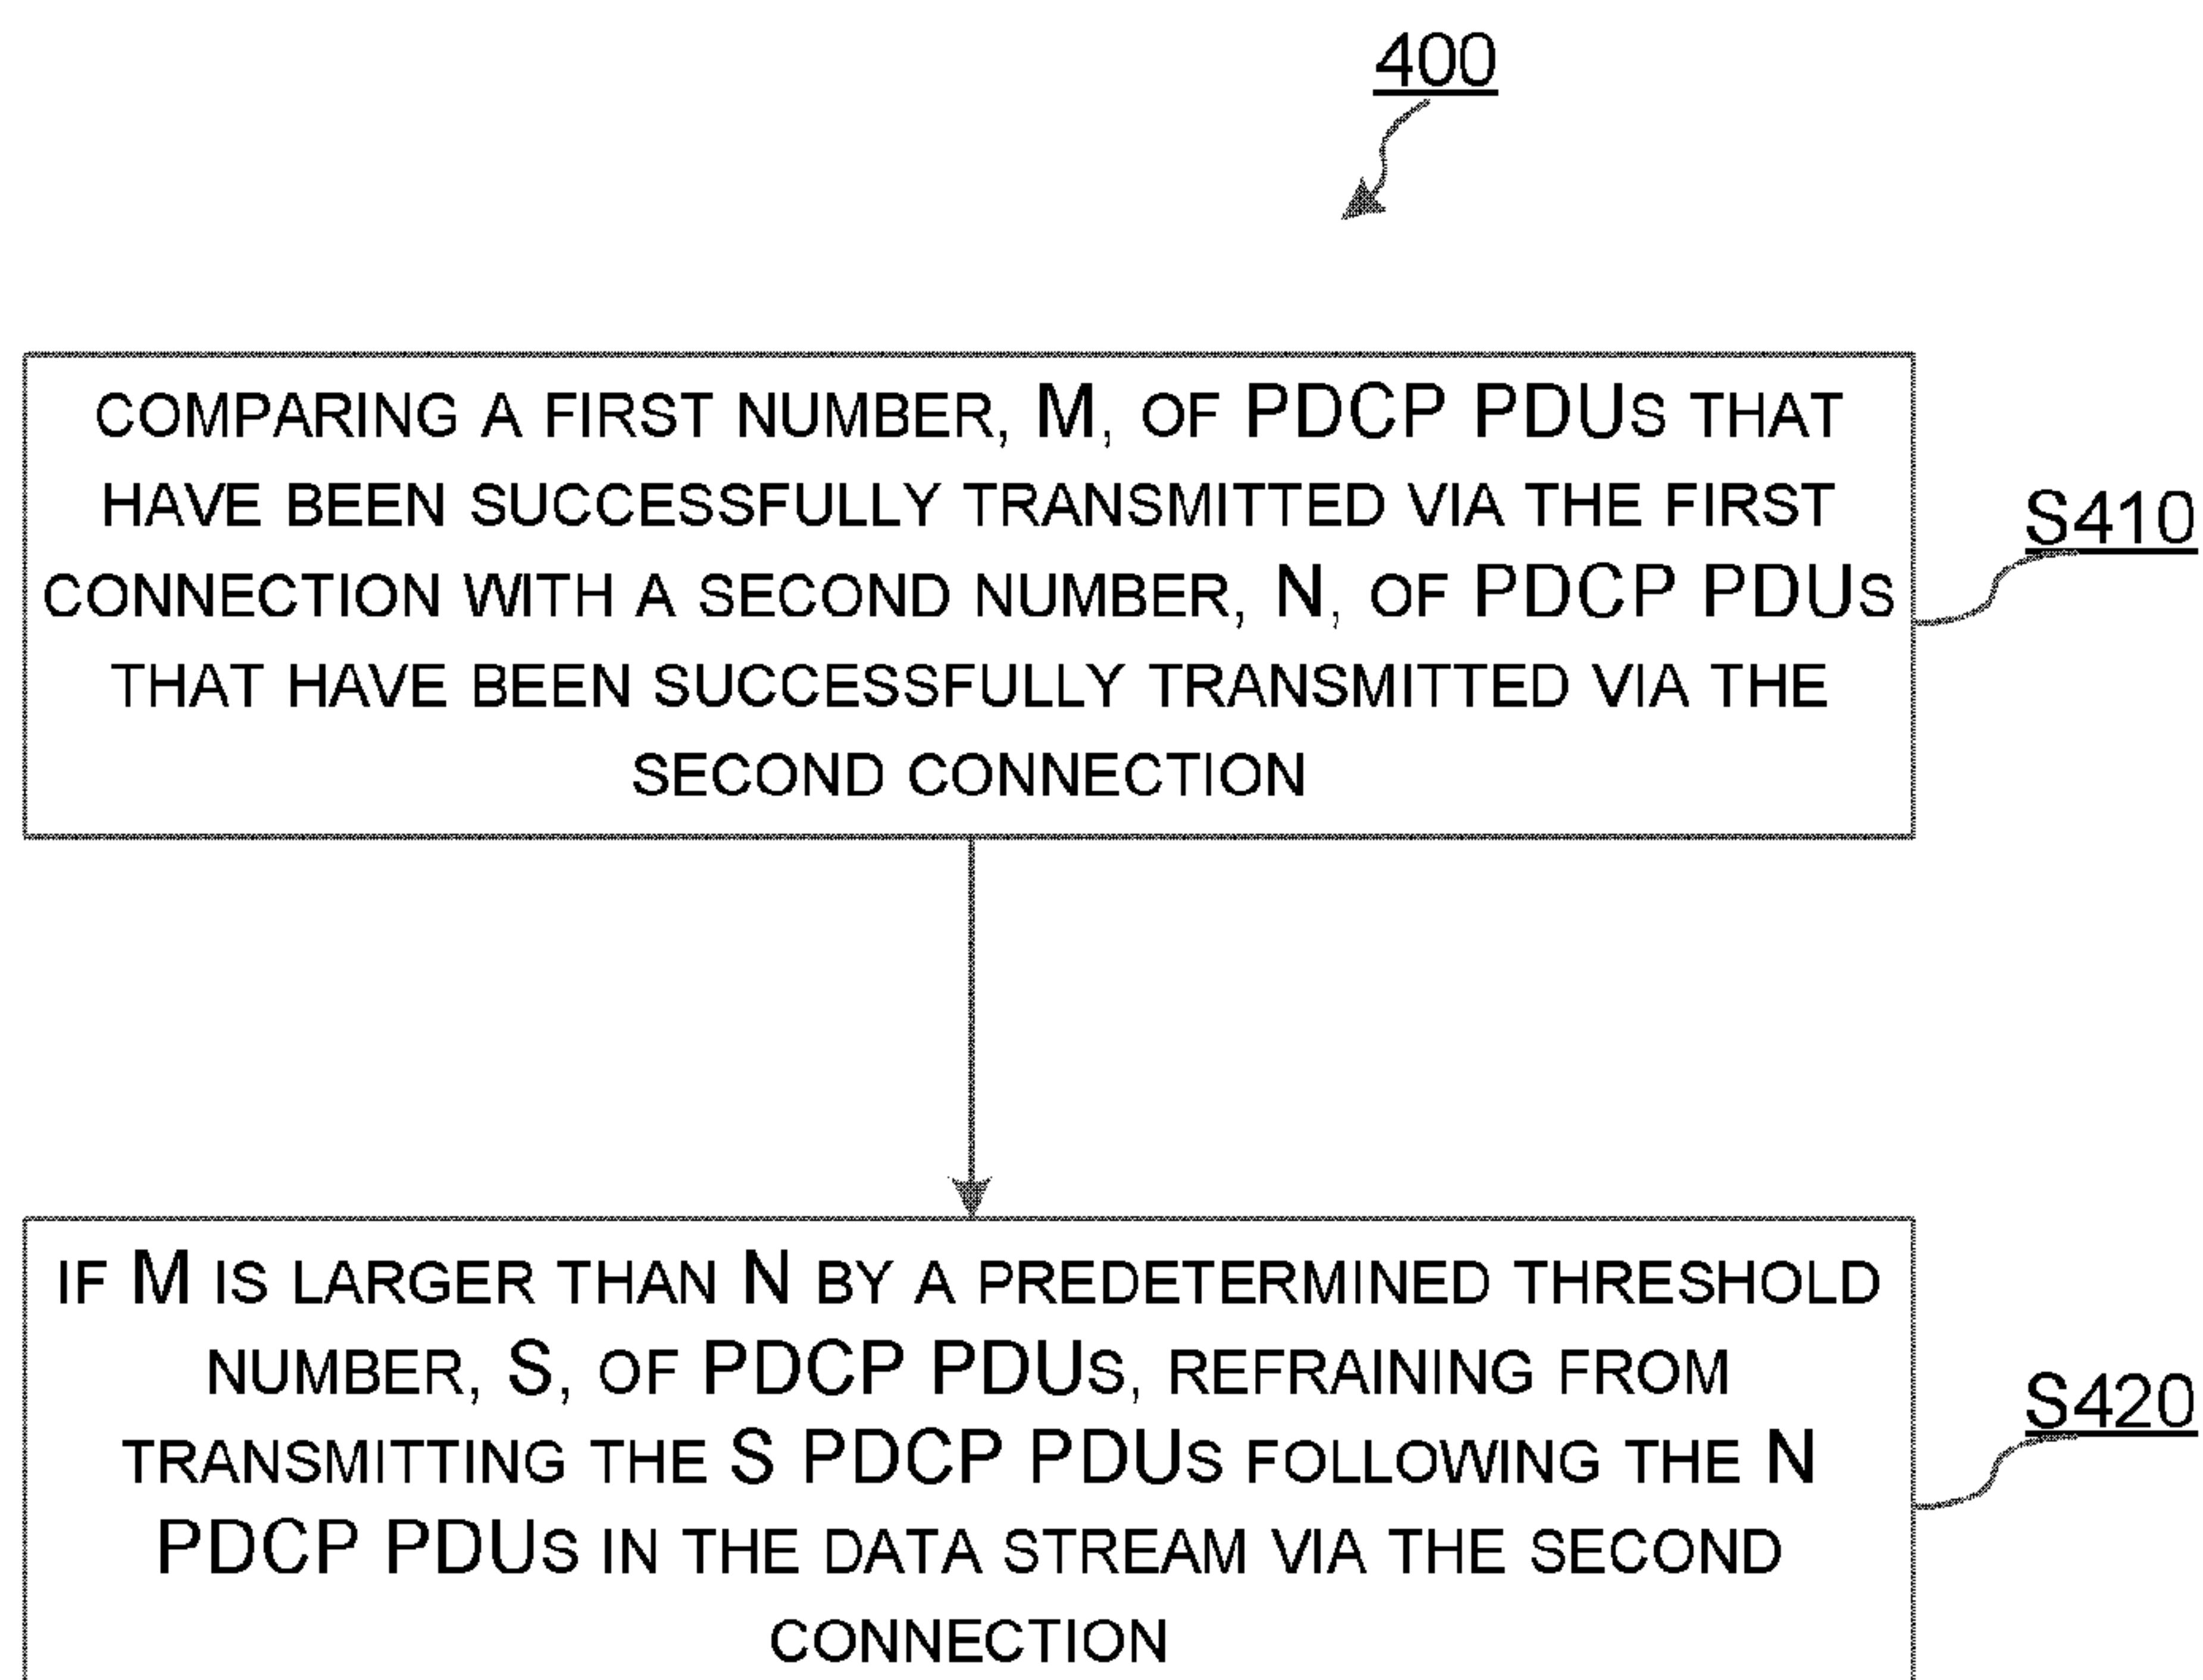 400
COMPARING A FIRST NUMBER, M, OF PDCP PDUS THAT
HAVE BEEN SUCCESSFULLY TRANSMITTED VIA THE FIRST
CONNECTION WITH A SECOND NUMBER, N, OF PDCP PDUS
THAT HAVE BEEN SUCCESSFULLY TRANSMITTED VIA THE
SECOND CONNECTION
S410
IF M IS LARGER THAN N BY A PREDETERMINED THRESHOLD
NUMBER, S, OF PDCP PDUS, REFRAINING FROM
TRANSMITTING THE S PDCP PDUS FOLLOWING THE N
PDCP PDUS IN THE DATA STREAM VIA THE SECOND
CONNECTION
S420